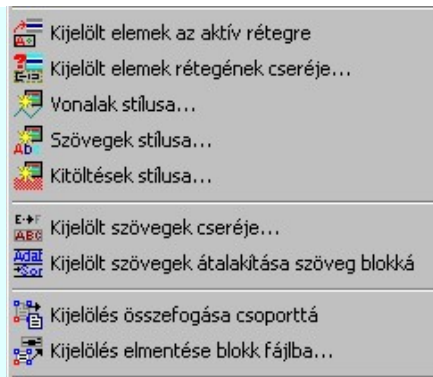 Kijelölt elemek az aktív rétegre
Kijelölt elemek rétegének cseréje...
Vonalak stílusa...
Szövegek stílusa...
Kitöltések stílusa...
Kijelölt szövegek cseréje...
Kijelölt szövegek átalakítása szöveg blokká
Kijelölés összefogása csoporttá
Kijelölés elmentése blokk fájlba...